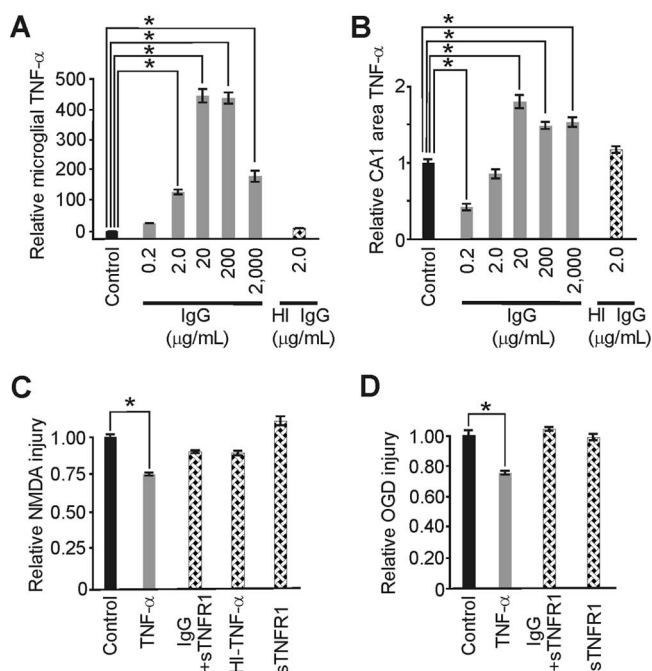 A
Relative microglial TNF-α
500
400
300
200
100
0
*
*
*
*
Control
0.2
2.0
20
200
2,000
2.0
IgG
(μg/mL)
HI IgG
(μg/mL)
B
Relative CA1 area TNF-α
2
1
0
*
*
*
*
Control
0.2
2.0
20
200
2,000
2.0
IgG
(μg/mL)
HI IgG
(μg/mL)
C
Relative NMDA injury
1.00
0.75
0.50
0.25
0
*
Control
TNF-α
IgG
+sTNFR1
HI-TNF-α
sTNFR1
D
Relative OGD injury
1.00
0.80
0.60
0.40
0.20
0
*
Control
TNF-α
IgG
+sTNFR1
sTNFR1